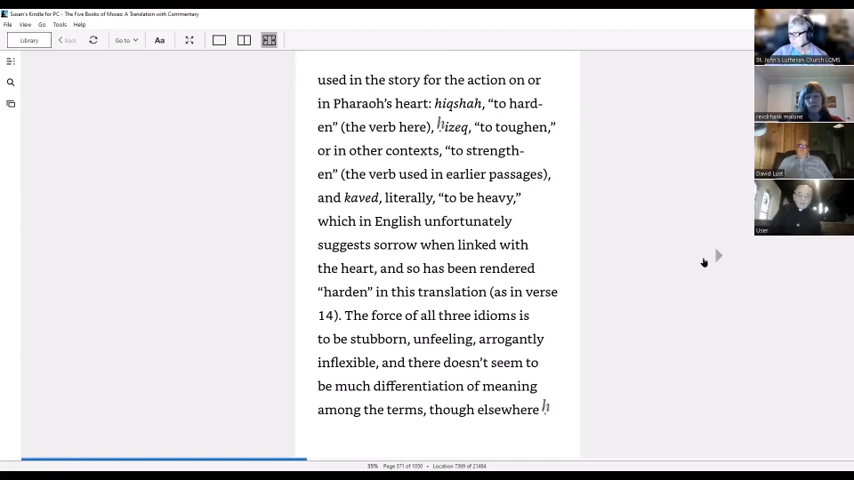 Susan's Kindle for PC - The Five Books of Moses: A Translation with Commentary
File View Go Tools Help
Library Back Go to Aa
used in the story for the action on or
in Pharaoh's heart: hiqshah, “to hard-
en” (the verb here), ḥizeq, “to toughen,”
or in other contexts, “to strength-
en” (the verb used in earlier passages),
and kaved, literally, “to be heavy,”
which in English unfortunately
suggests sorrow when linked with
the heart, and so has been rendered
“harden” in this translation (as in verse
14). The force of all three idioms is
to be stubborn, unfeeling, arrogantly
inflexible, and there doesn't seem to
be much differentiation of meaning
among the terms, though elsewhere ḥ
35% Page 371 of 1050 • Location 7369 of 21484
St. John's Lutheran Church LCMS
revdrhank malone
David Lust
User